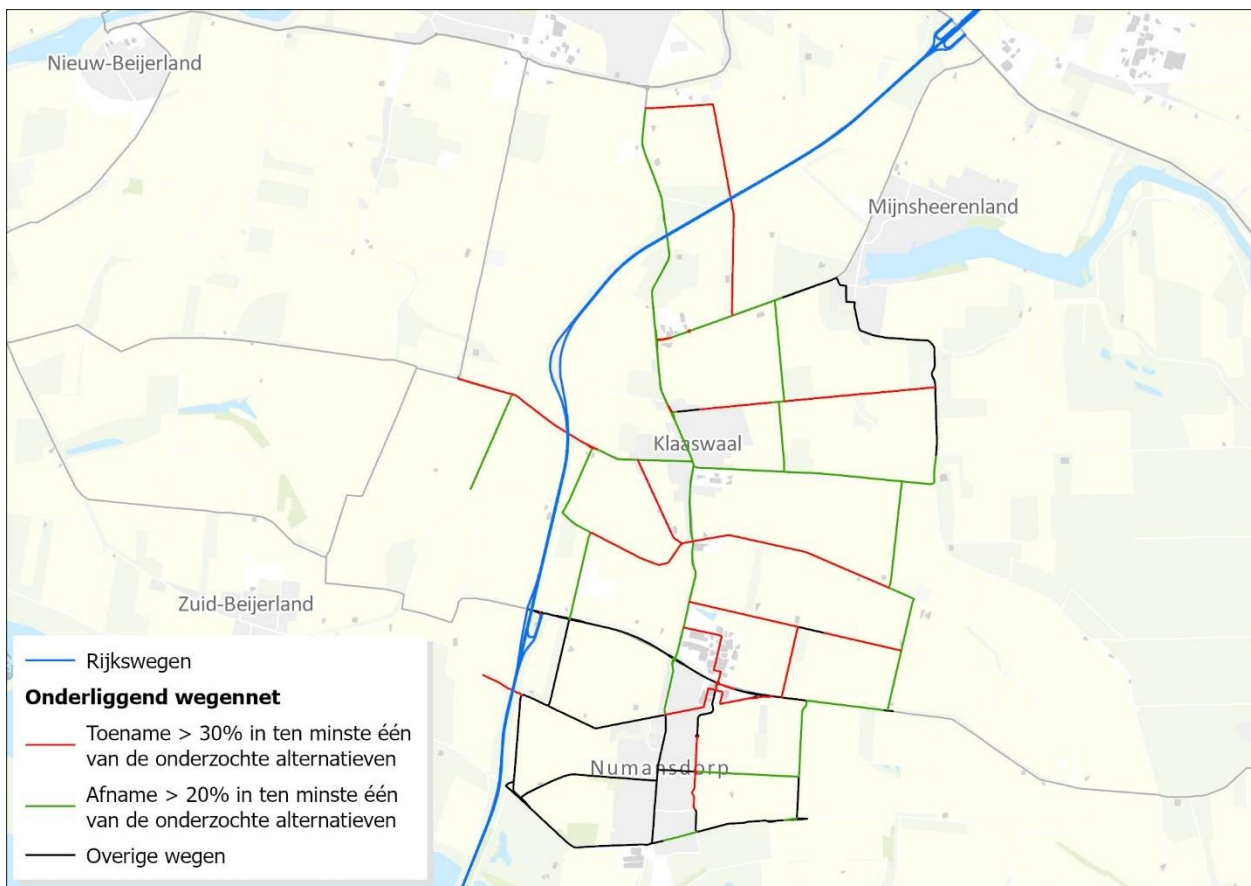 Nieuw-Beijerland
Mijnsheerenland
Klaaswaal
Zuid-Beijerland
Numansdorp
Rijkswegen
Onderliggend wegennet
Toename > 30% in ten minste één
van de onderzochte alternatieven
Afname > 20% in ten minste één
van de onderzochte alternatieven
Overige wegen